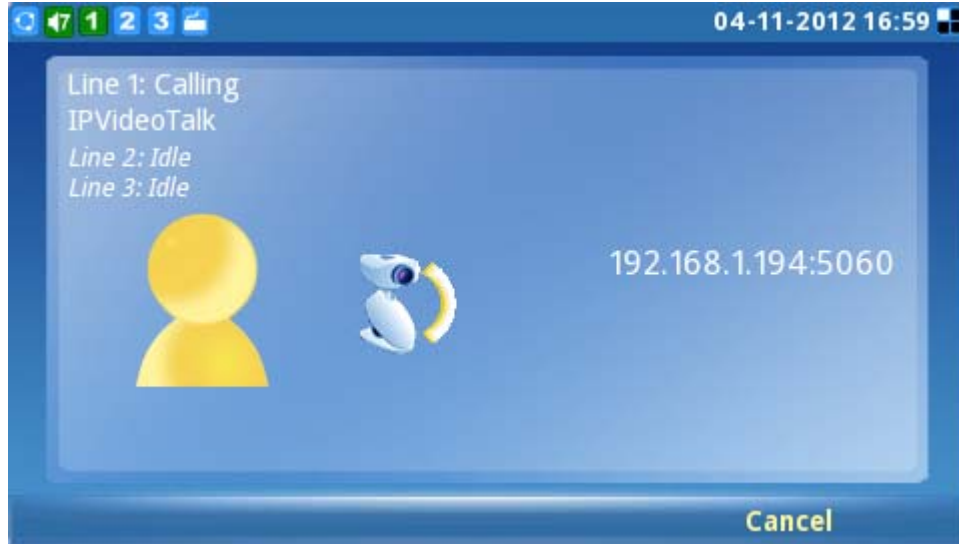 7 1 2 3 04-11-2012 16:59
Line 1: Calling
IPVideoTalk
Line 2: Idle
Line 3: Idle
192.168.1.194:5060
Cancel